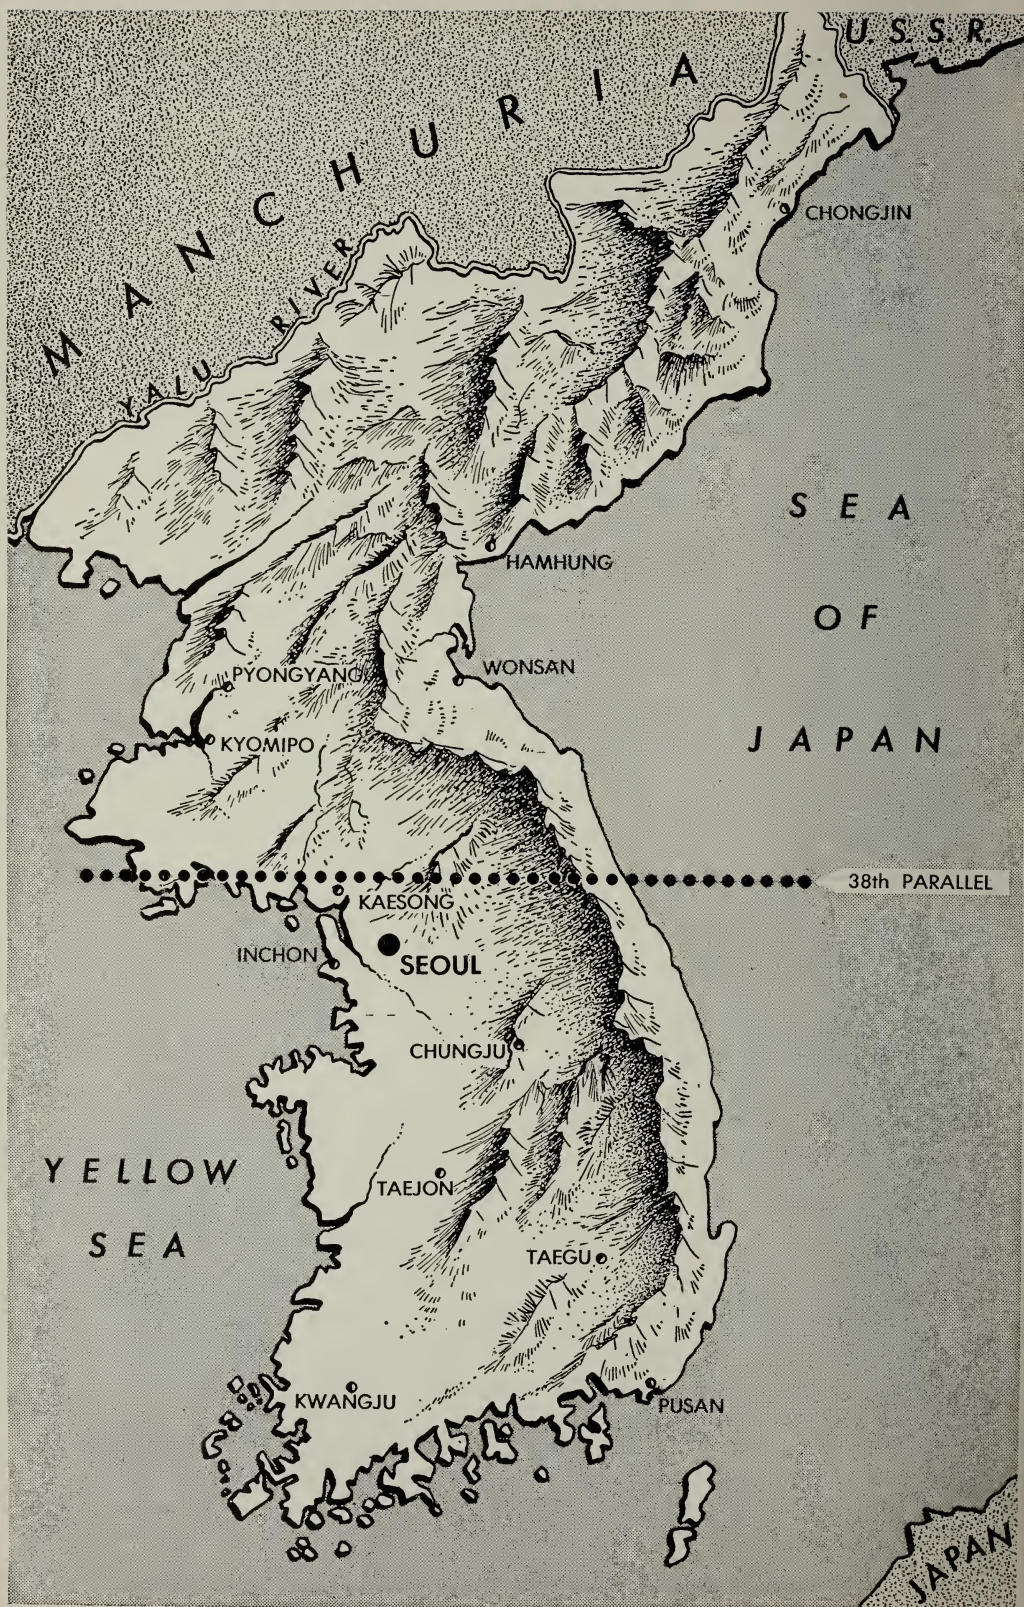 U. S. S. R.
MANCHURIA
YALU RIVER
CHONGJIN
SEA
OF
JAPAN
HAMHUNG
WONSAN
PYONGYANG
KYOMIPO
38th PARALLEL
KAESONG
INCHON
SEOUL
CHUNGJU
YELLOW
SEA
TAEJON
TAEGU
KWANGJU
PUSAN
JAPAN